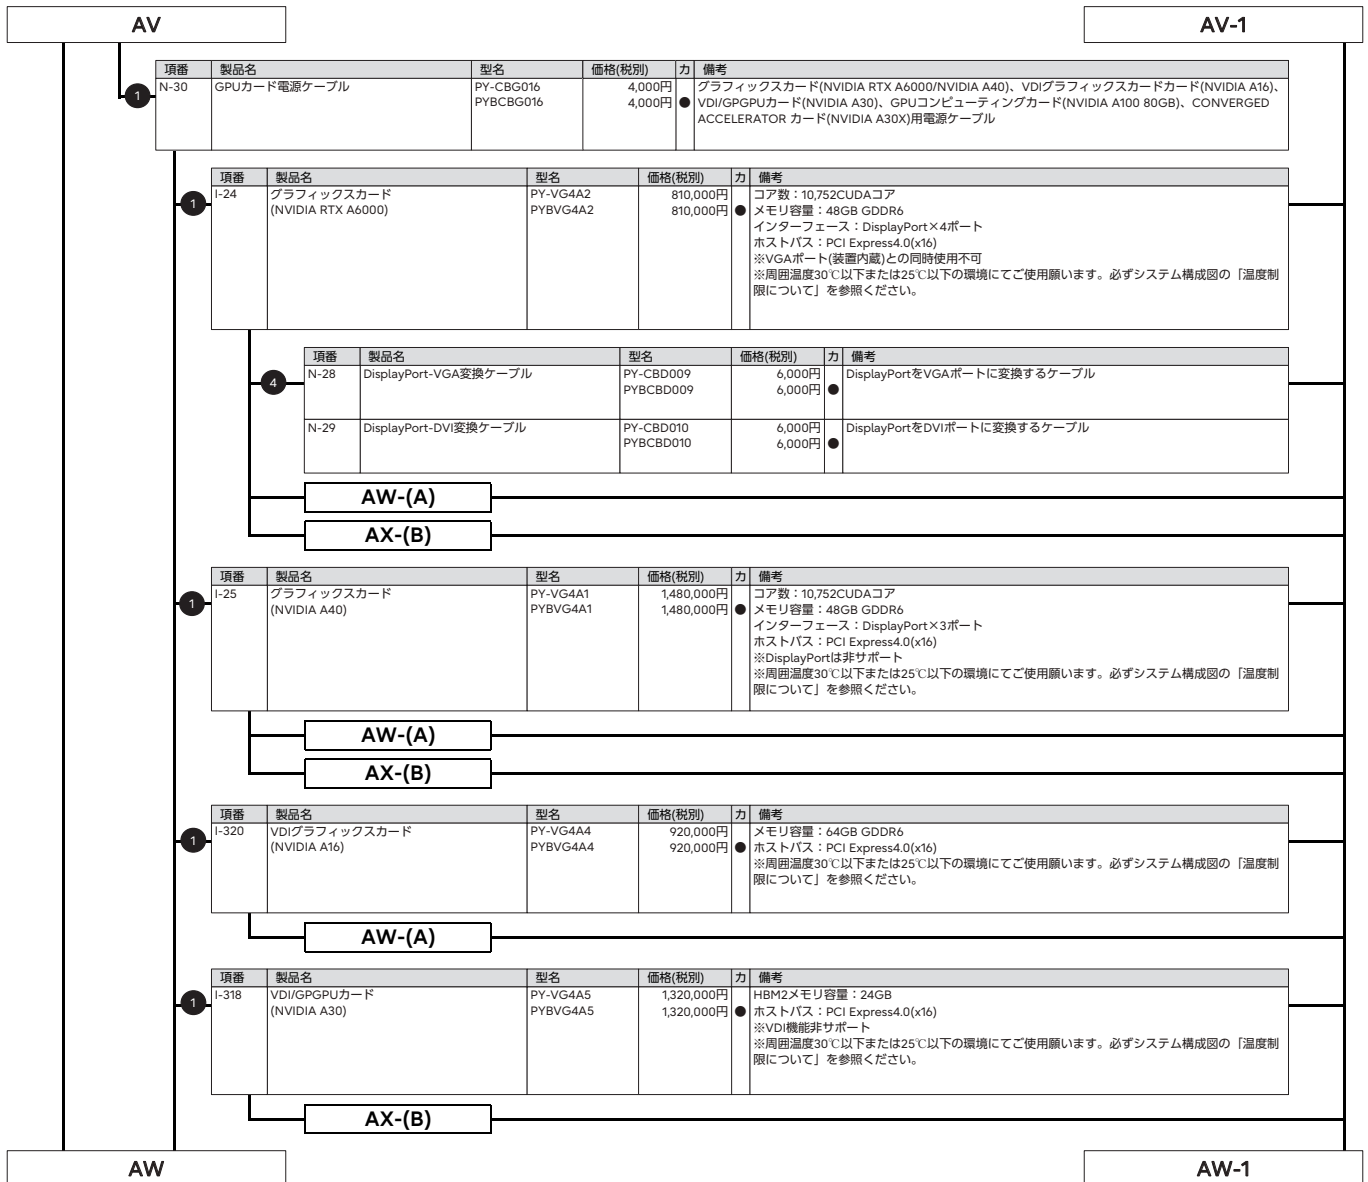 AV
AV-1
項番 製品名 型名 価格(税別) カ 備考
1 N-30 GPUカード電源ケーブル PY-CBG016 4,000円 グラフィックスカード(NVIDIA RTX A6000/NVIDIA A40)、VDIグラフィックスカードカード(NVIDIA A16)、
PYBCBG016 4,000円 ● VDI/GPGPUカード(NVIDIA A30)、GPUコンピューティングカード(NVIDIA A100 80GB)、CONVERGED
ACCELERATOR カード(NVIDIA A30X)用電源ケーブル
項番 製品名 型名 価格(税別) カ 備考
1 I-24 グラフィックスカード PY-VG4A2 810,000円 コア数：10,752CUDAコア
(NVIDIA RTX A6000) PYBVG4A2 810,000円 ● メモリ容量：48GB GDDR6
インターフェース：DisplayPort×4ポート
ホストバス：PCI Express4.0(x16)
※VGAポート(装置内蔵)との同時使用不可
※周囲温度30℃以下または25℃以下の環境にてご使用願います。必ずシステム構成図の「温度制
限について」を参照ください。
項番 製品名 型名 価格(税別) カ 備考
4 N-28 DisplayPort-VGA変換ケーブル PY-CBD009 6,000円 DisplayPortをVGAポートに変換するケーブル
PYBCBD009 6,000円 ●
N-29 DisplayPort-DVI変換ケーブル PY-CBD010 6,000円 DisplayPortをDVIポートに変換するケーブル
PYBCBD010 6,000円 ●
AW-(A)
AX-(B)
項番 製品名 型名 価格(税別) カ 備考
1 I-25 グラフィックスカード PY-VG4A1 1,480,000円 コア数：10,752CUDAコア
(NVIDIA A40) PYBVG4A1 1,480,000円 ● メモリ容量：48GB GDDR6
インターフェース：DisplayPort×3ポート
ホストバス：PCI Express4.0(x16)
※DisplayPortは非サポート
※周囲温度30℃以下または25℃以下の環境にてご使用願います。必ずシステム構成図の「温度制
限について」を参照ください。
AW-(A)
AX-(B)
項番 製品名 型名 価格(税別) カ 備考
1 I-320 VDIグラフィックスカード PY-VG4A4 920,000円 メモリ容量：64GB GDDR6
(NVIDIA A16) PYBVG4A4 920,000円 ● ホストバス：PCI Express4.0(x16)
※周囲温度30℃以下または25℃以下の環境にてご使用願います。必ずシステム構成図の「温度制
限について」を参照ください。
AW-(A)
項番 製品名 型名 価格(税別) カ 備考
1 I-318 VDI/GPGPUカード PY-VG4A5 1,320,000円 HBM2メモリ容量：24GB
(NVIDIA A30) PYBVG4A5 1,320,000円 ● ホストバス：PCI Express4.0(x16)
※VDI機能非サポート
※周囲温度30℃以下または25℃以下の環境にてご使用願います。必ずシステム構成図の「温度制
限について」を参照ください。
AX-(B)
AW
AW-1